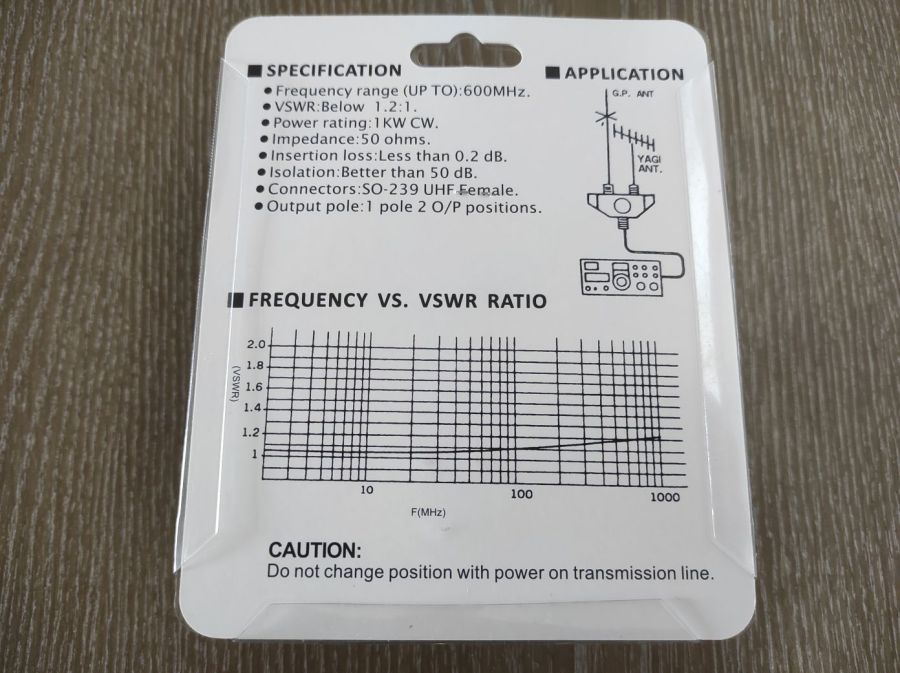 ■ SPECIFICATION
● Frequency range (UP TO):600MHz.
● VSWR:Below 1.2:1.
● Power rating:1KW CW.
● Impedance:50 ohms.
● Insertion loss:Less than 0.2 dB.
● Isolation:Better than 50 dB.
● Connectors:SO-239 UHF Female.
● Output pole:1 pole 2 O/P positions.
■ APPLICATION
G.P. ANT
YAGI
ANT.
■ FREQUENCY VS. VSWR RATIO
2.0
1.8
1.6
1.4
1.2
1
(VSWR)
10 100 1000
F(MHz)
CAUTION:
Do not change position with power on transmission line.